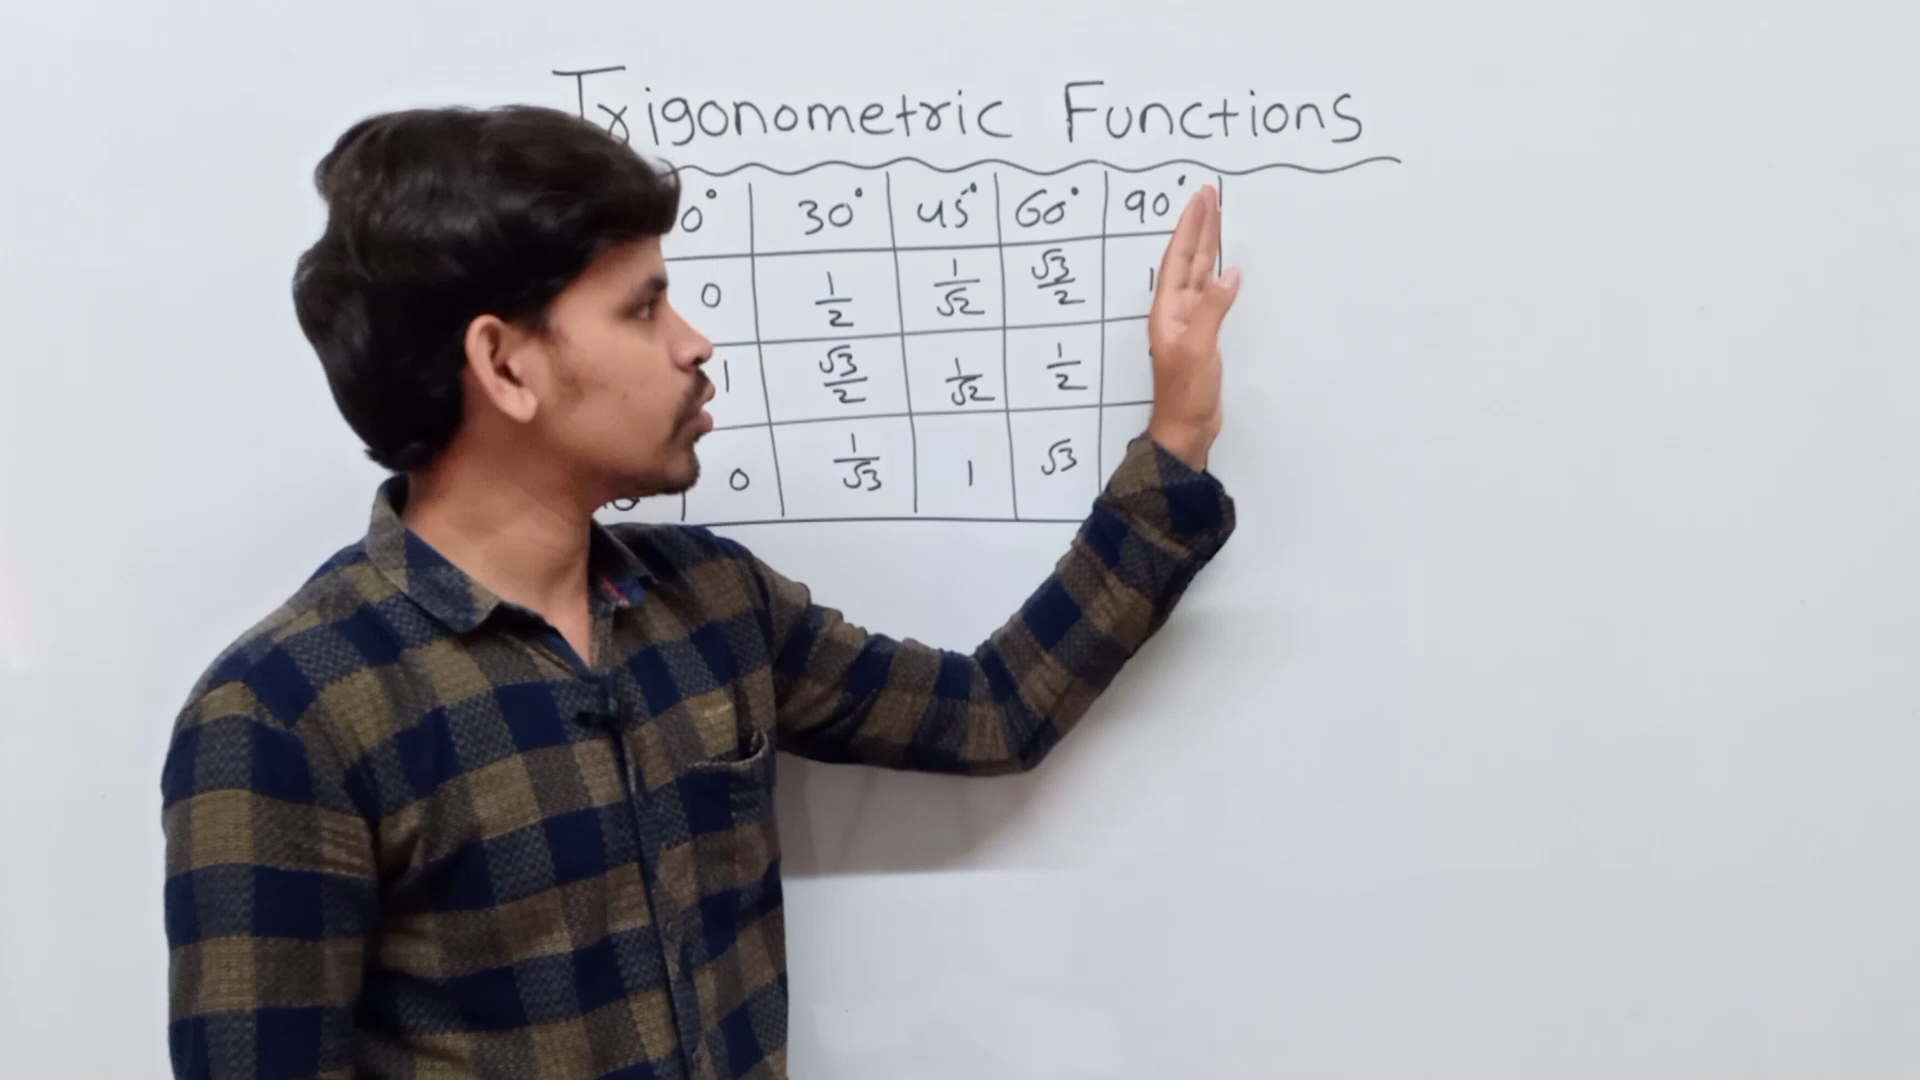 Trigonometric Functions
0° 30° 45° 60° 90°
0 1/2 1/√2 √3/2 1
1 √3/2 1/√2 1/2
0 1/√3 1 √3